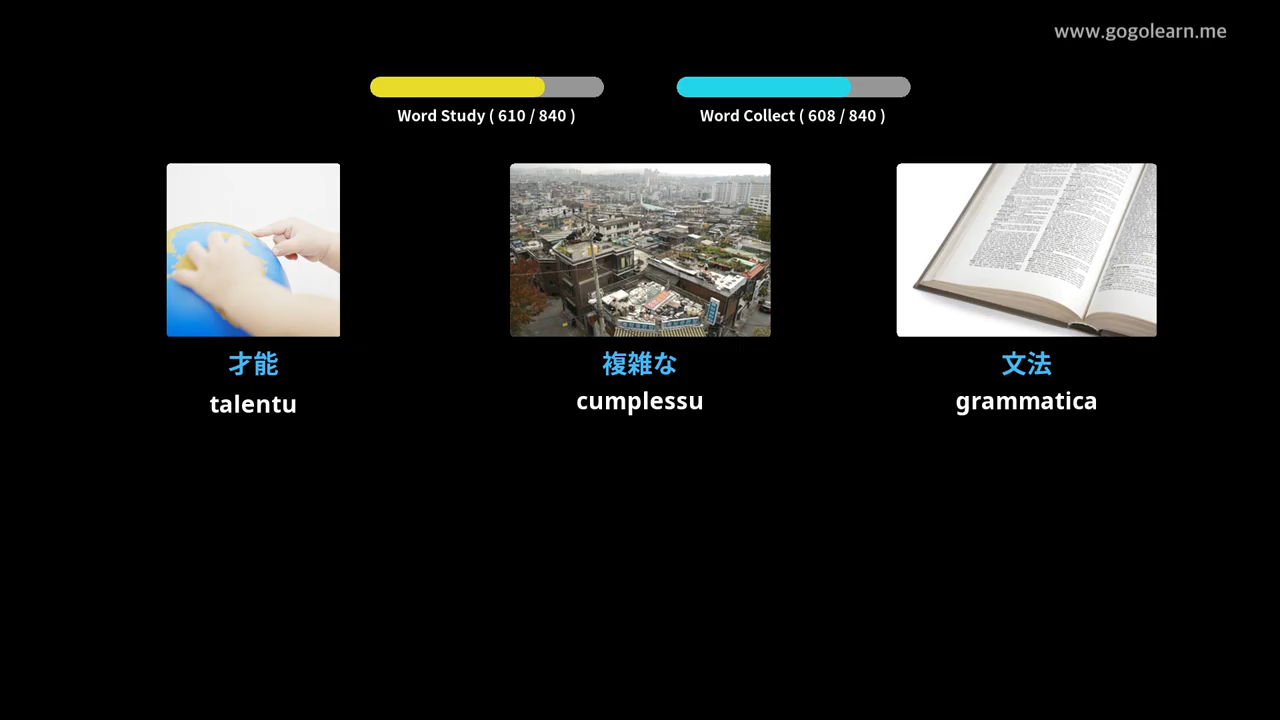 www.gogolearn.me
Word Study ( 610 / 840 )
Word Collect ( 608 / 840 )
才能
複雑な
文法
talentu
cumplessu
grammatica